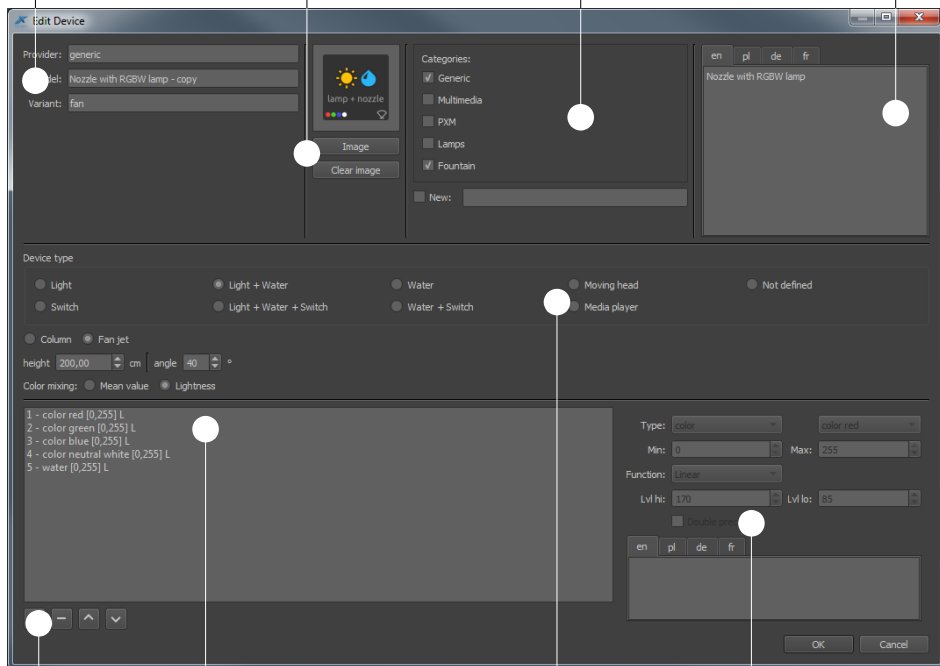 Edit Device
Provider: generic
Nozzle with RGBW lamp - copy
Variant: fan
lamp + nozzle
Image
Clear image
Categories:
Generic
Multimedia
PXM
Lamps
Fountain
New:
en pl de fr
Nozzle with RGBW lamp
Device type
Light Light + Water Water Moving head Not defined
Switch Light + Water + Switch Water + Switch Media player
Column Fan jet
height 200,00 cm angle 40 °
Color mixing: Mean value Lightness
1 - color red [0,255] L
2 - color green [0,255] L
3 - color blue [0,255] L
4 - color neutral white [0,255] L
5 - water [0,255] L
Type: color color red
Min: 0 Max: 255
Function: Linear
Lvl hi: 170 Lvl lo: 85
Double
en pl de fr
OK Cancel